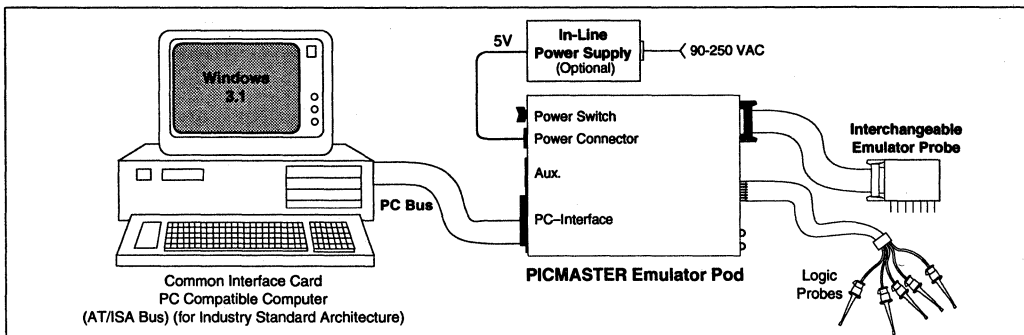 Windows
3.1
5V
In-Line
Power Supply
(Optional)
90-250 VAC
Power Switch
Power Connector
Aux.
PC-Interface
PC Bus
Interchangeable
Emulator Probe
PICMASTER Emulator Pod
Logic
Probes
Common Interface Card
PC Compatible Computer
(AT/ISA Bus) (for Industry Standard Architecture)